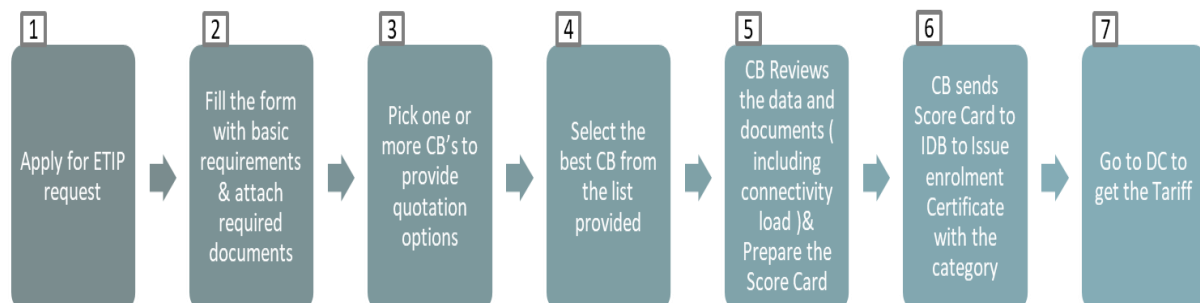 1
Apply for ETIP
request
2
Fill the form
with basic
requirements
& attach
required
documents
3
Pick one or
more CB's to
provide
quotation
options
4
Select the
best CB from
the list
provided
5
CB Reviews
the data and
documents (
including
connectivity
load )&
Prepare the
Score Card
6
CB sends
Score Card to
IDB to Issue
enrolment
Certificate
with the
category
7
Go to DC to
get the Tariff